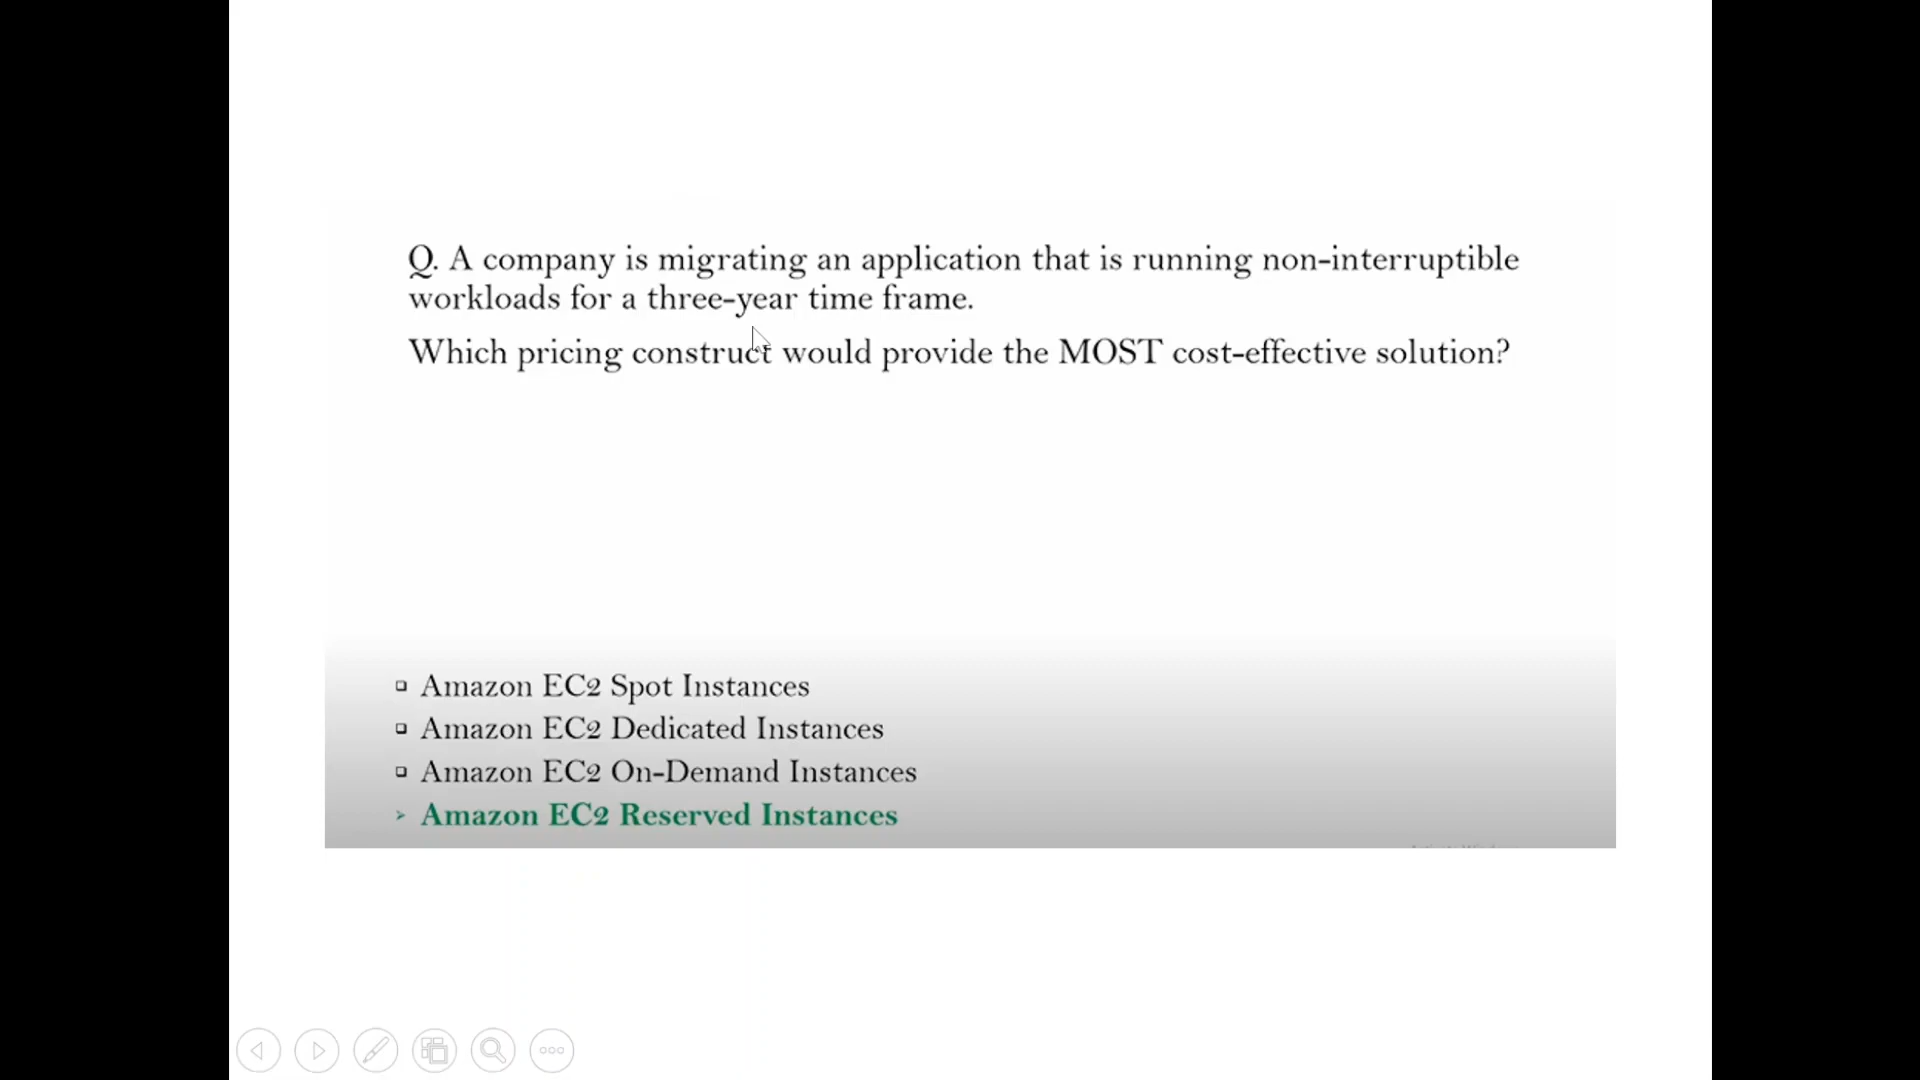 Q. A company is migrating an application that is running non-interruptible
workloads for a three-year time frame.
Which pricing construct would provide the MOST cost-effective solution?
Amazon EC2 Spot Instances
Amazon EC2 Dedicated Instances
Amazon EC2 On-Demand Instances
Amazon EC2 Reserved Instances